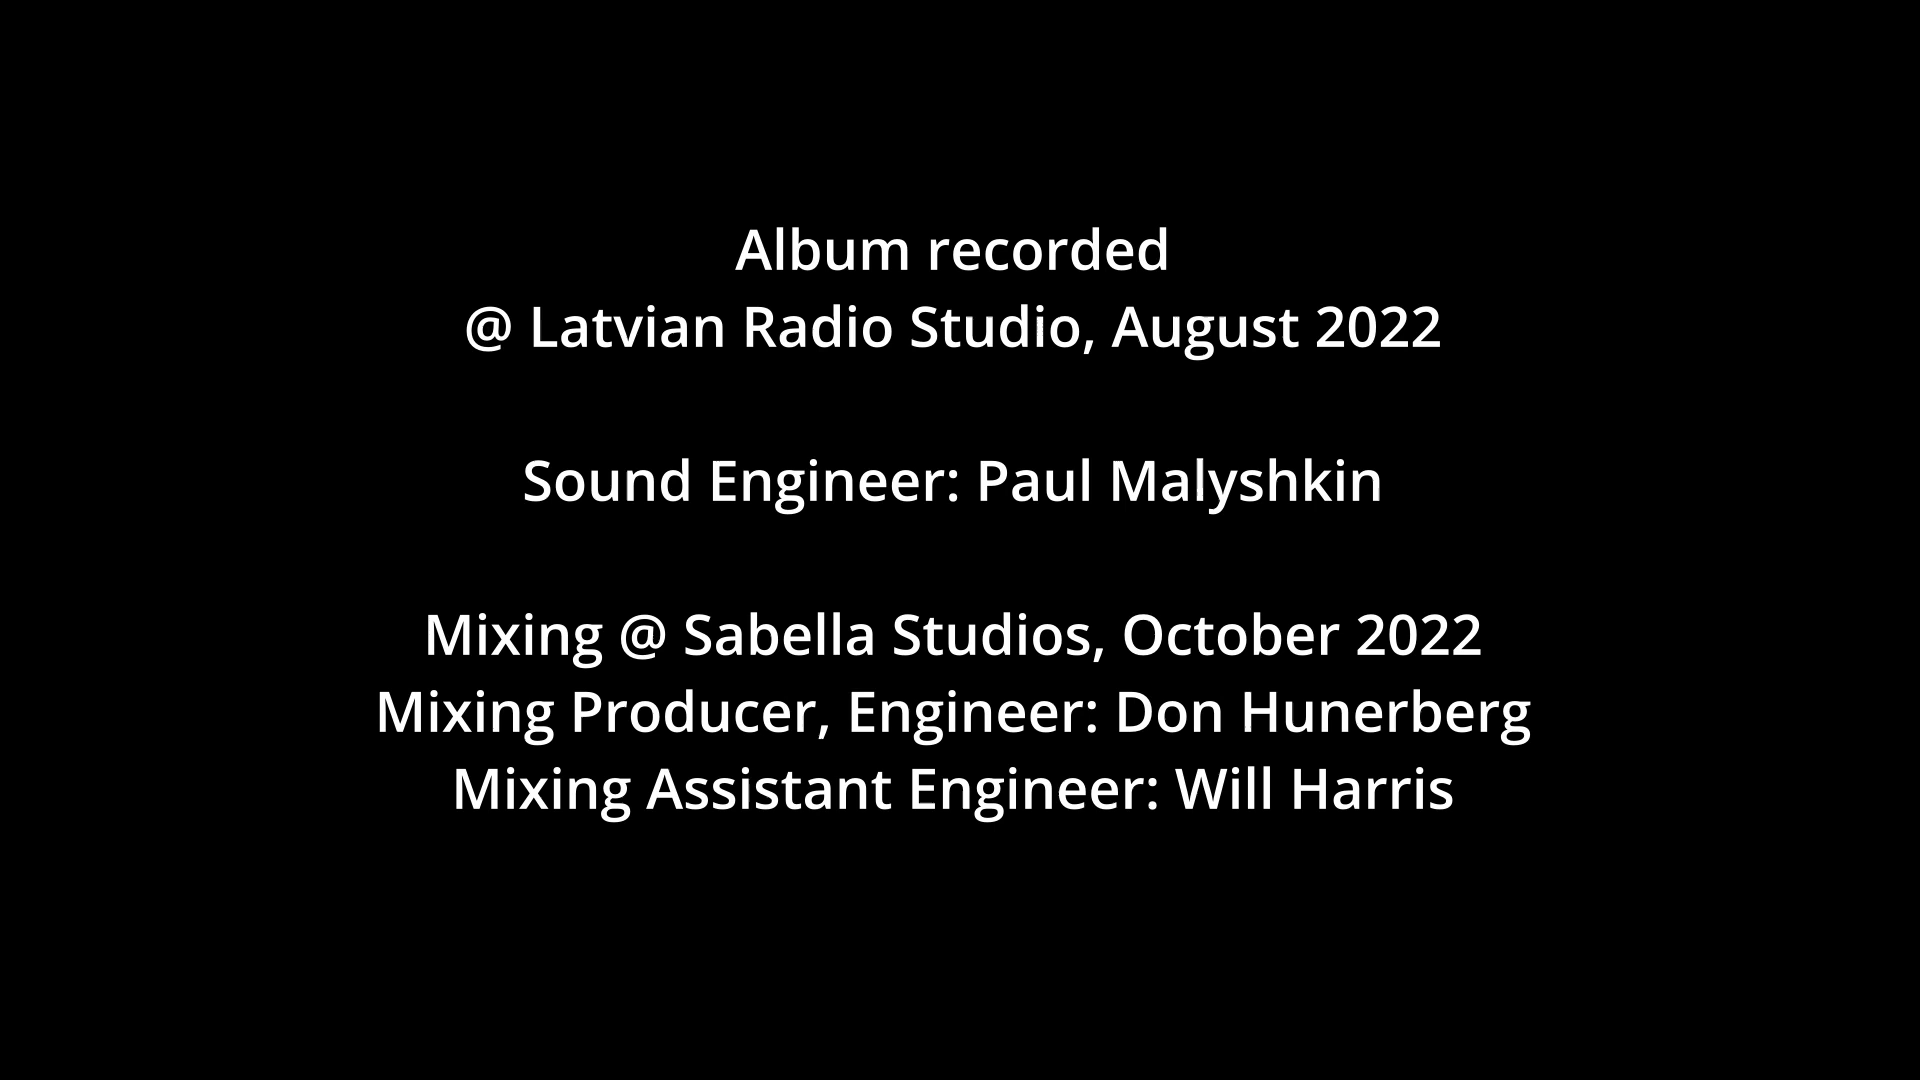 Album recorded
@ Latvian Radio Studio, August 2022
Sound Engineer: Paul Malyshkin
Mixing @ Sabella Studios, October 2022
Mixing Producer, Engineer: Don Hunerberg
Mixing Assistant Engineer: Will Harris